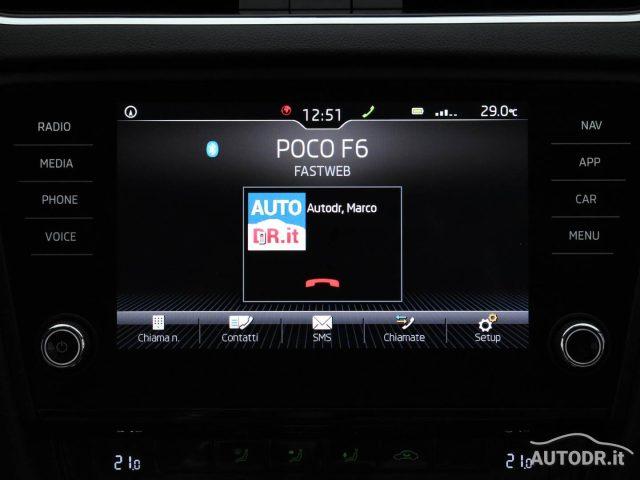 12:51
29.0°C
RADIO
MEDIA
PHONE
VOICE
NAV
APP
CAR
MENU
POCO F6
FASTWEB
AUTO
DR.it
Autodr, Marco
Chiama n.
Contatti
SMS
Chiamate
Setup
21.0
21.0
AUTODR.it